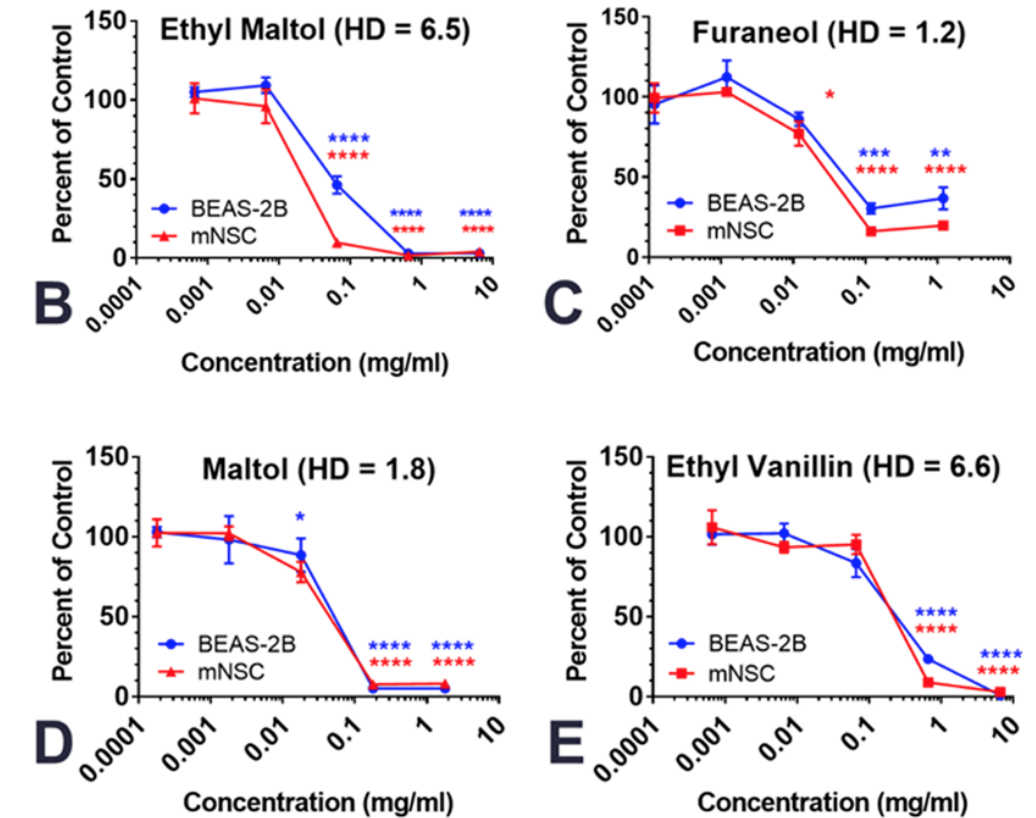 Ethyl Maltol (HD = 6.5)
Percent of Control
150
100
50
0
****
****
****
****
****
****
BEAS-2B
mNSC
0.0001
0.001
0.01
0.1
1
10
Concentration (mg/ml)
B
Furaneol (HD = 1.2)
Percent of Control
150
100
50
0
*
***
****
**
****
BEAS-2B
mNSC
0.0001
0.001
0.01
0.1
1
10
Concentration (mg/ml)
C
Maltol (HD = 1.8)
Percent of Control
150
100
50
0
*
****
****
****
****
BEAS-2B
mNSC
0.0001
0.001
0.01
0.1
1
10
Concentration (mg/ml)
D
Ethyl Vanillin (HD = 6.6)
Percent of Control
150
100
50
0
****
****
****
****
BEAS-2B
mNSC
0.0001
0.001
0.01
0.1
1
10
Concentration (mg/ml)
E